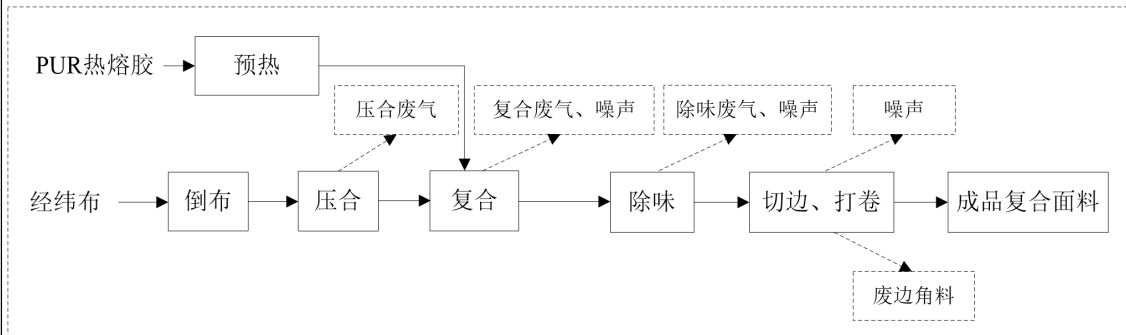 PUR热熔胶
预热
压合废气
复合废气、噪声
除味废气、噪声
噪声
经纬布
倒布
压合
复合
除味
切边、打卷
成品复合面料
废边角料